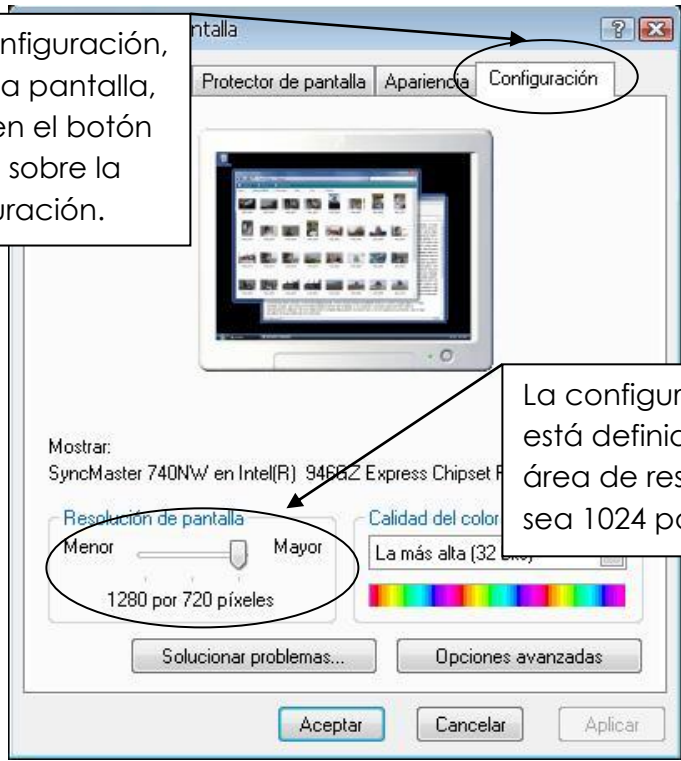 ntalla
nfiguración,
a pantalla,
en el botón
sobre la
uración.
Protector de pantalla
Apariencia
Configuración
La configur
está definid
área de res
sea 1024 po
Mostrar:
SyncMaster 740NW en Intel(R) 946GZ Express Chipset F
Resolución de pantalla
Menor
Mayor
1280 por 720 píxeles
Calidad del color
La más alta (32
Solucionar problemas...
Opciones avanzadas
Aceptar
Cancelar
Aplicar